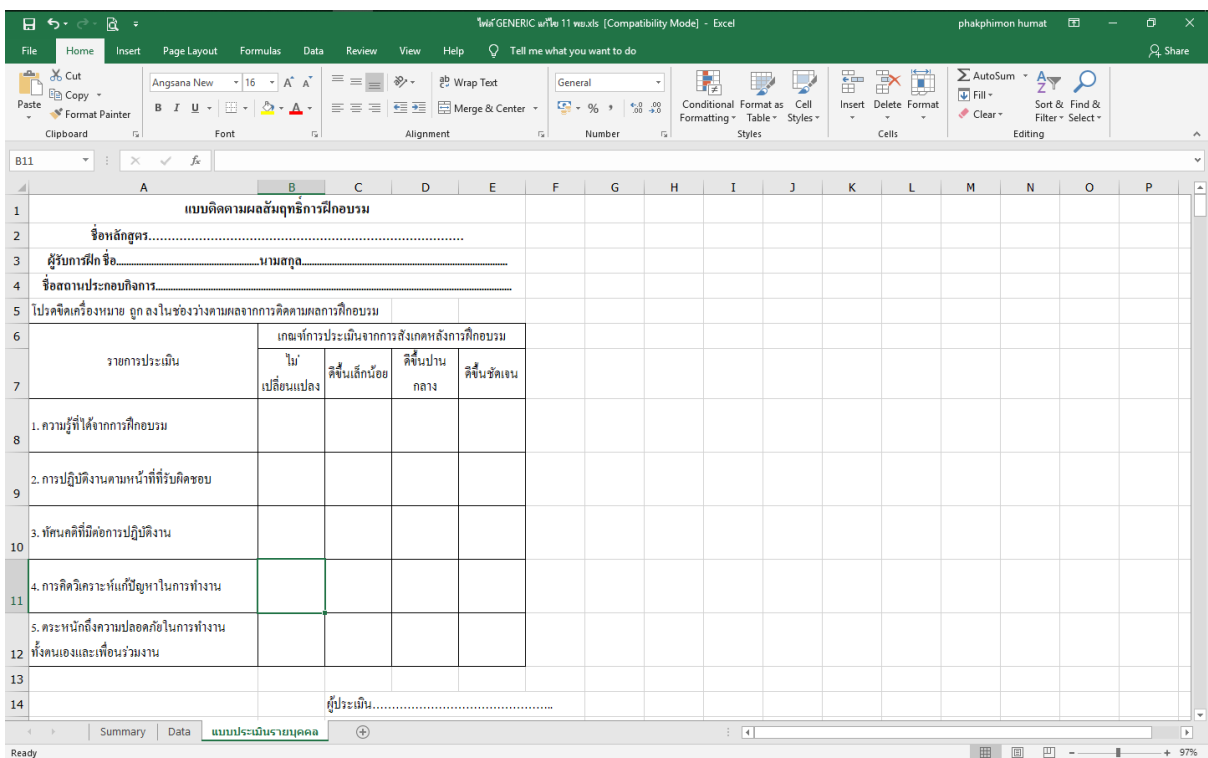 ไฟล์ GENERIC แก้ไข 11 พย.xls [Compatibility Mode] - Excel
phakphimon humat
File Home Insert Page Layout Formulas Data Review View Help Tell me what you want to do Share
Cut
Copy
Format Painter
Paste
Clipboard
Angsana New 16
B I U
Font
Wrap Text
Merge & Center
Alignment
General
Number
Conditional Formatting
Format as Table
Cell Styles
Styles
Insert Delete Format
Cells
AutoSum
Fill
Clear
Sort & Filter
Find & Select
Editing
B11
fx
A B C D E F G H I J K L M N O P
1 แบบติดตามผลสัมฤทธิ์การฝึกอบรม
2 ชื่อหลักสูตร................................................................................
3 ผู้รับการฝึก ชื่อ.........................................................นามสกุล..................................................................................
4 ชื่อสถานประกอบกิจการ..............................................................................................................................................
5 โปรดขีดเครื่องหมาย ถูก ลงในช่องว่างตามผลจากการติดตามผลการฝึกอบรม
6 เกณฑ์การประเมินจากการสังเกตหลังการฝึกอบรม
รายการประเมิน
7 ไม่เปลี่ยนแปลง ดีขึ้นเล็กน้อย ดีขึ้นปานกลาง ดีขึ้นชัดเจน
8 1. ความรู้ที่ได้จากการฝึกอบรม
9 2. การปฏิบัติงานตามหน้าที่ที่รับผิดชอบ
10 3. ทัศนคติที่มีต่อการปฏิบัติงาน
11 4. การคิดวิเคราะห์แก้ปัญหาในการทำงาน
5. ตระหนักถึงความปลอดภัยในการทำงาน
12 ทั้งตนเองและเพื่อนร่วมงาน
13
14 ผู้ประเมิน..............................................
Summary Data แบบประเมินรายบุคคล
Ready
97%